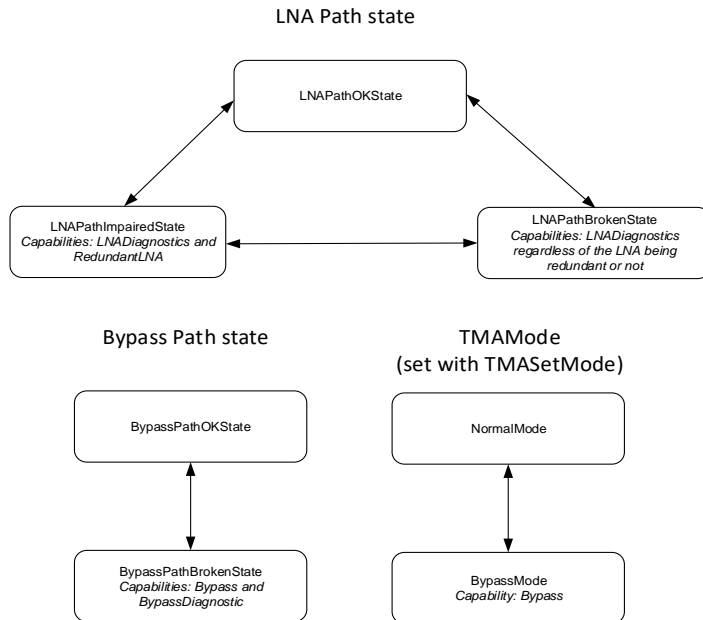 LNA Path state
LNAPathOKState
LNAPathImpairedState
Capabilities: LNADiagnostics and
RedundantLNA
LNAPathBrokenState
Capabilities: LNADiagnostics
regardless of the LNA being
redundant or not
Bypass Path state
BypassPathOKState
BypassPathBrokenState
Capabilities: Bypass and
BypassDiagnostic
TMAMode
(set with TMASetMode)
NormalMode
BypassMode
Capability: Bypass